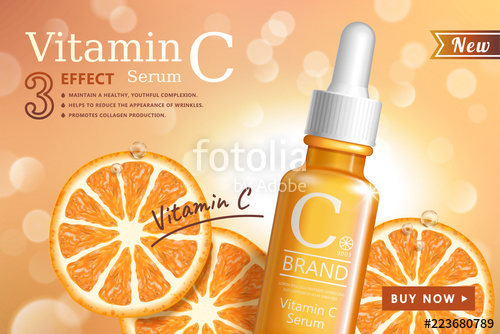 Vitamin C
Serum
3 EFFECT
MAINTAIN A HEALTHY, YOUTHFUL COMPLEXION.
HELPS TO REDUCE THE APPEARANCE OF WRINKLES.
PROMOTES COLLAGEN PRODUCTION.
New
fotolia
by Adobe
Vitamin C
C
BRAND
Vitamin C
Serum
BUY NOW
#223680789